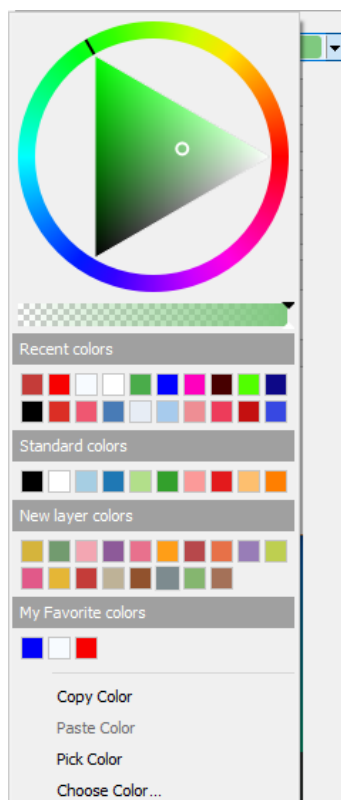 Recent colors
Standard colors
New layer colors
My Favorite colors
Copy Color
Paste Color
Pick Color
Choose Color...